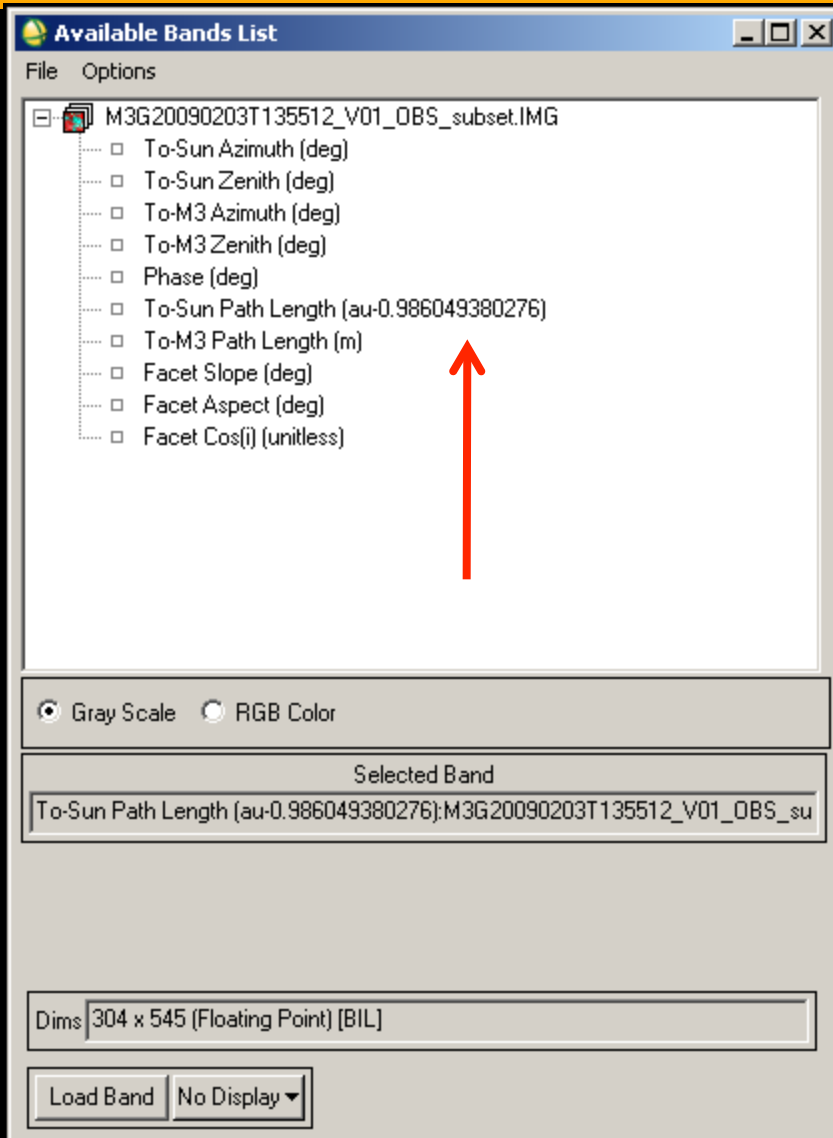 Available Bands List
File Options
M3G20090203T135512_V01_OBS_subset.IMG
To-Sun Azimuth (deg)
To-Sun Zenith (deg)
To-M3 Azimuth (deg)
To-M3 Zenith (deg)
Phase (deg)
To-Sun Path Length (au-0.986049380276)
To-M3 Path Length (m)
Facet Slope (deg)
Facet Aspect (deg)
Facet Cos(i) (unitless)
Gray Scale RGB Color
Selected Band
To-Sun Path Length (au-0.986049380276):M3G20090203T135512_V01_OBS_su
Dims 304 x 545 (Floating Point) [BIL]
Load Band No Display